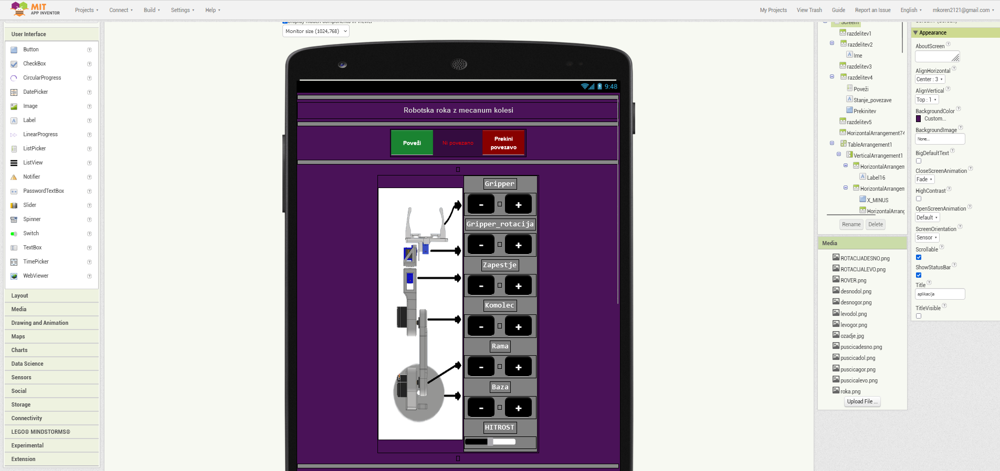 MIT
APP INVENTOR
Projects
Connect
Build
Settings
Help
My Projects
View Trash
Guide
Report an Issue
English
mkoren2121@gmail.com
User Interface
Button
CheckBox
CircularProgress
DatePicker
Image
Label
LinearProgress
ListPicker
ListView
Notifier
PasswordTextBox
Slider
Spinner
Switch
TextBox
TimePicker
WebViewer
Layout
Media
Drawing and Animation
Maps
Charts
Data Science
Sensors
Social
Storage
Connectivity
LEGO® MINDSTORMS®
Experimental
Extension
Display hidden components in Viewer
Monitor size (1024,768)
9:48
Robotska roka z mecanum kolesi
Poveži
Ni povezano
Prekini
povezavo
Gripper
- +
Gripper_rotacija
- +
Zapestje
- +
Komolec
- +
Rama
- +
Baza
- +
HITROST
Screen1
razdelitev1
razdelitev2
Ime
razdelitev3
razdelitev4
Poveži
Stanje_povezave
Prekinitev
razdelitev5
HorizontalArrangement74
TableArrangement1
VerticalArrangement1
HorizontalArrangem
Label16
HorizontalArrangem
X_MINUS
HorizontalArrang
Rename
Delete
Media
ROTACIJADESNO.png
ROTACIJALEVO.png
ROVER.png
desnodol.png
desnogor.png
levodol.png
levogor.png
ozadje.jpg
puscicadesno.png
puscicadol.png
puscicagor.png
puscicalevo.png
roka.png
Upload File ...
Screen1 (Screen)
Appearance
AboutScreen
AlignHorizontal
Center : 3
AlignVertical
Top : 1
BackgroundColor
Custom...
BackgroundImage
None...
BigDefaultText
CloseScreenAnimation
Fade
HighContrast
OpenScreenAnimation
Default
ScreenOrientation
Sensor
Scrollable
ShowStatusBar
Title
aplikacija
TitleVisible